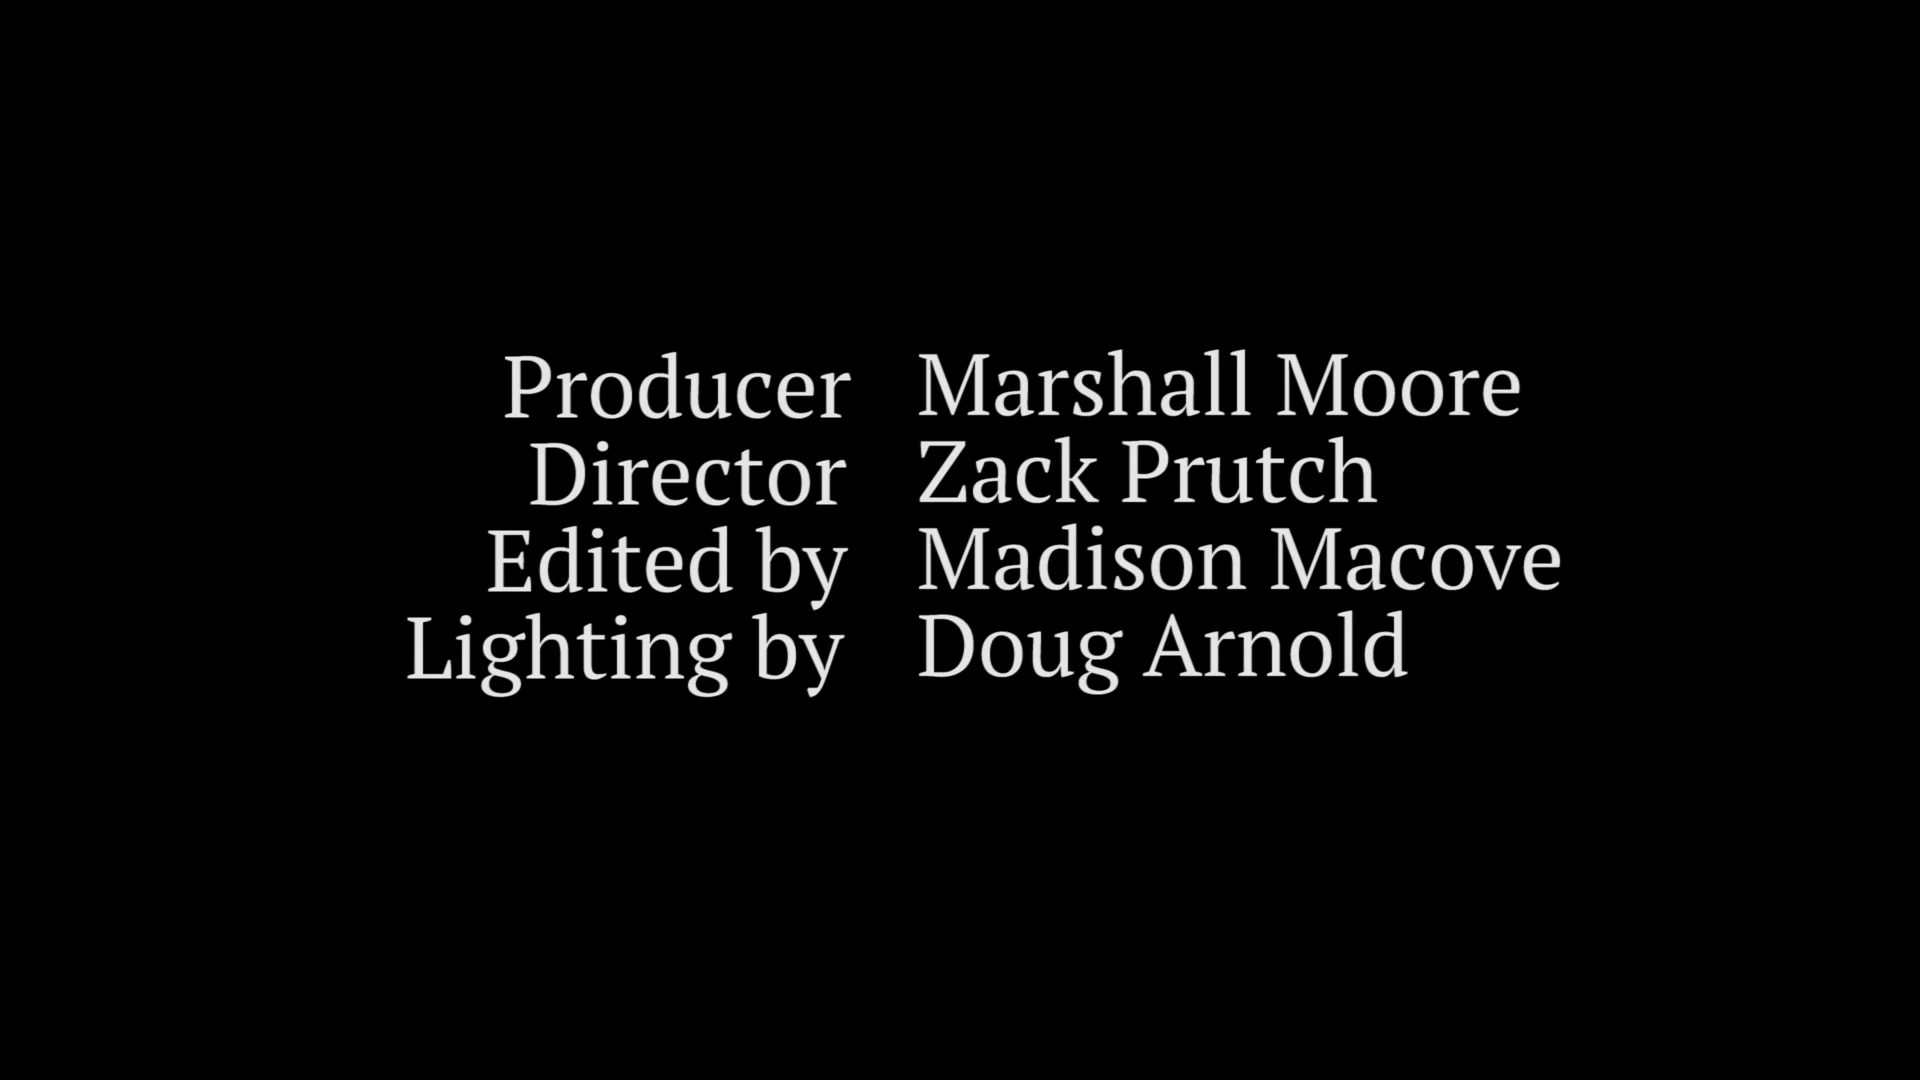 Producer Marshall Moore
Director Zack Prutch
Edited by Madison Macove
Lighting by Doug Arnold